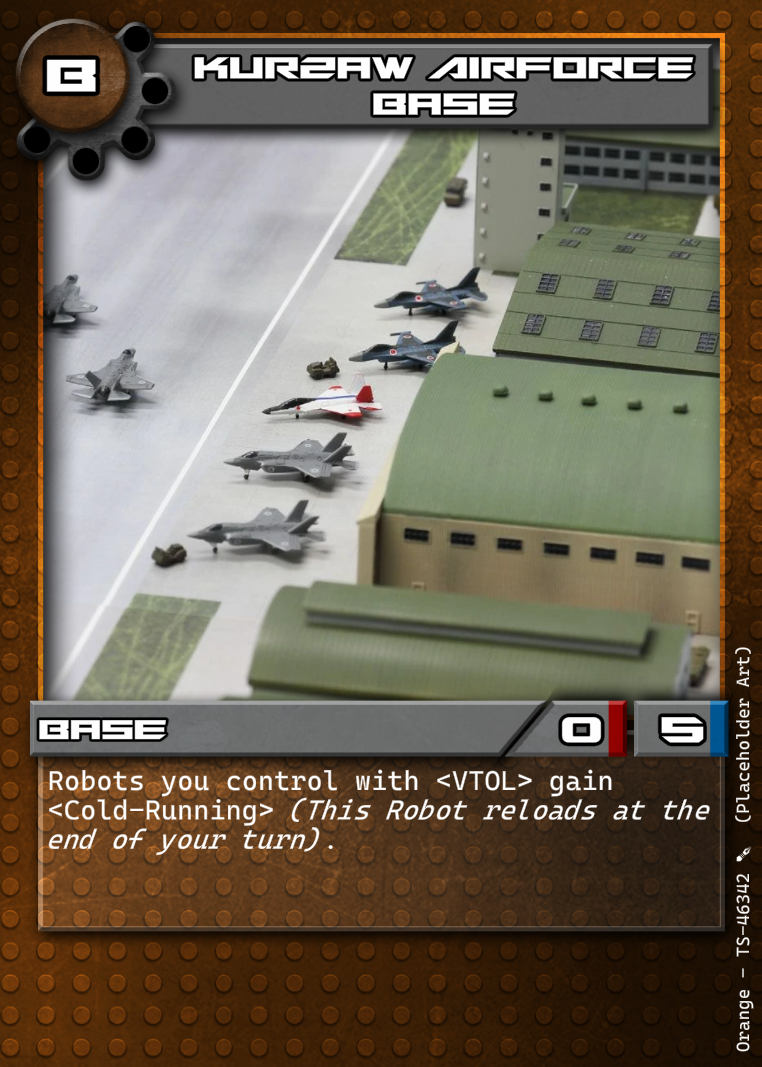 B
KURZAW AIRFORCE
BASE
BASE
0 5
Robots you control with <VTOL> gain
<Cold-Running> (This Robot reloads at the
end of your turn).
Orange - TS-46342 ✒ (Placeholder Art)